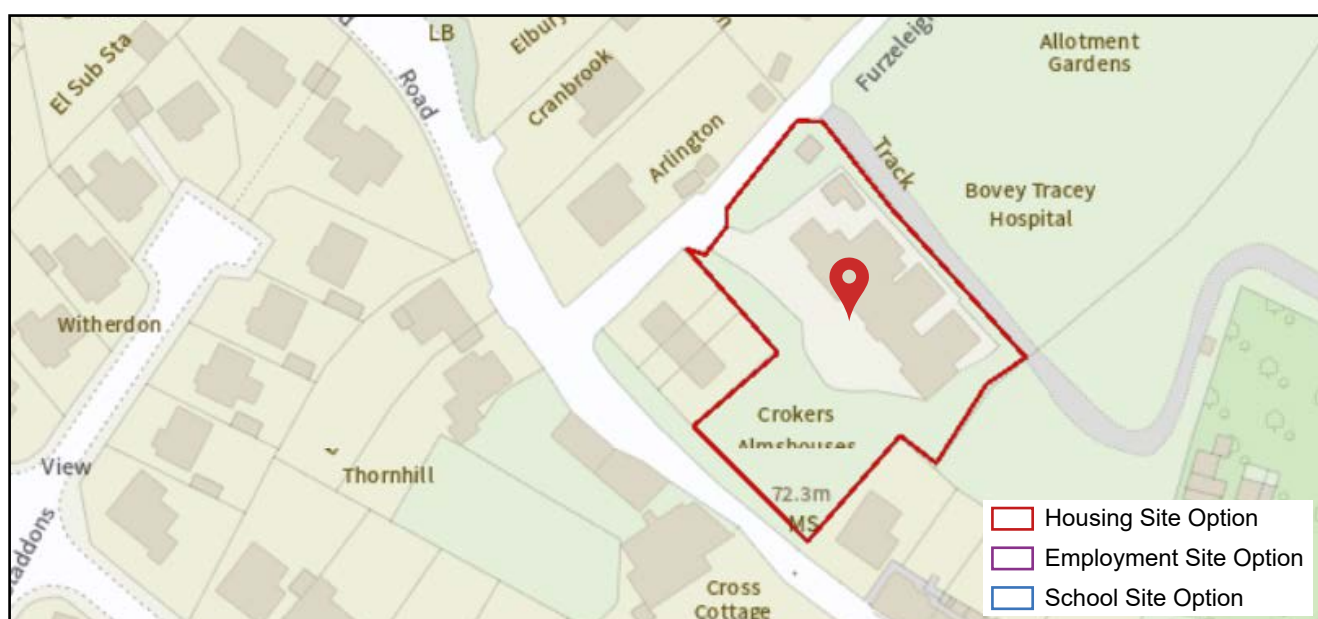 El Sub Sta
LB
Road
Elbury
Cranbrook
Arlington
Furzeleigh
Allotment
Gardens
Track
Bovey Tracey
Hospital
Witherdon
View
Thornhill
Crokers
Almshouses
72.3m
MS
Cross
Cottage
Housing Site Option
Employment Site Option
School Site Option